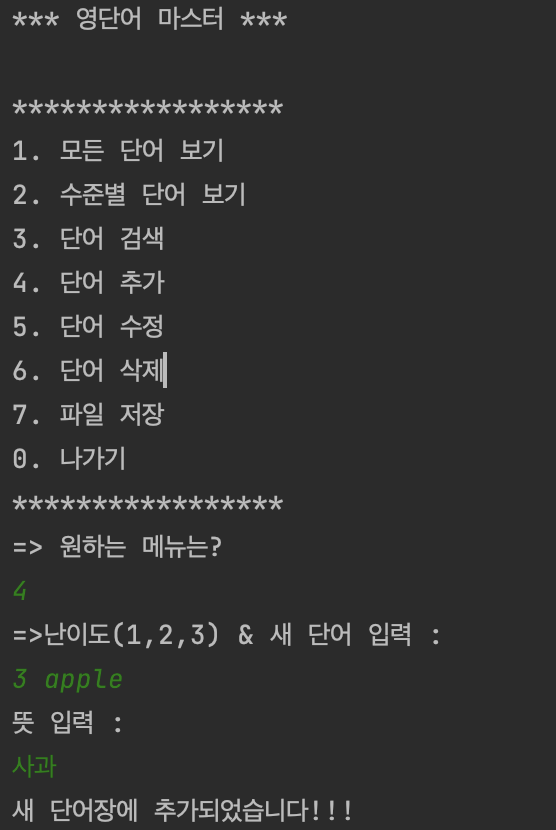 *** 영단어 마스터 ***
*****************
1. 모든 단어 보기
2. 수준별 단어 보기
3. 단어 검색
4. 단어 추가
5. 단어 수정
6. 단어 삭제
7. 파일 저장
0. 나가기
*****************
=> 원하는 메뉴는?
4
=>난이도(1,2,3) & 새 단어 입력 :
3 apple
뜻 입력 :
사과
새 단어장에 추가되었습니다!!!